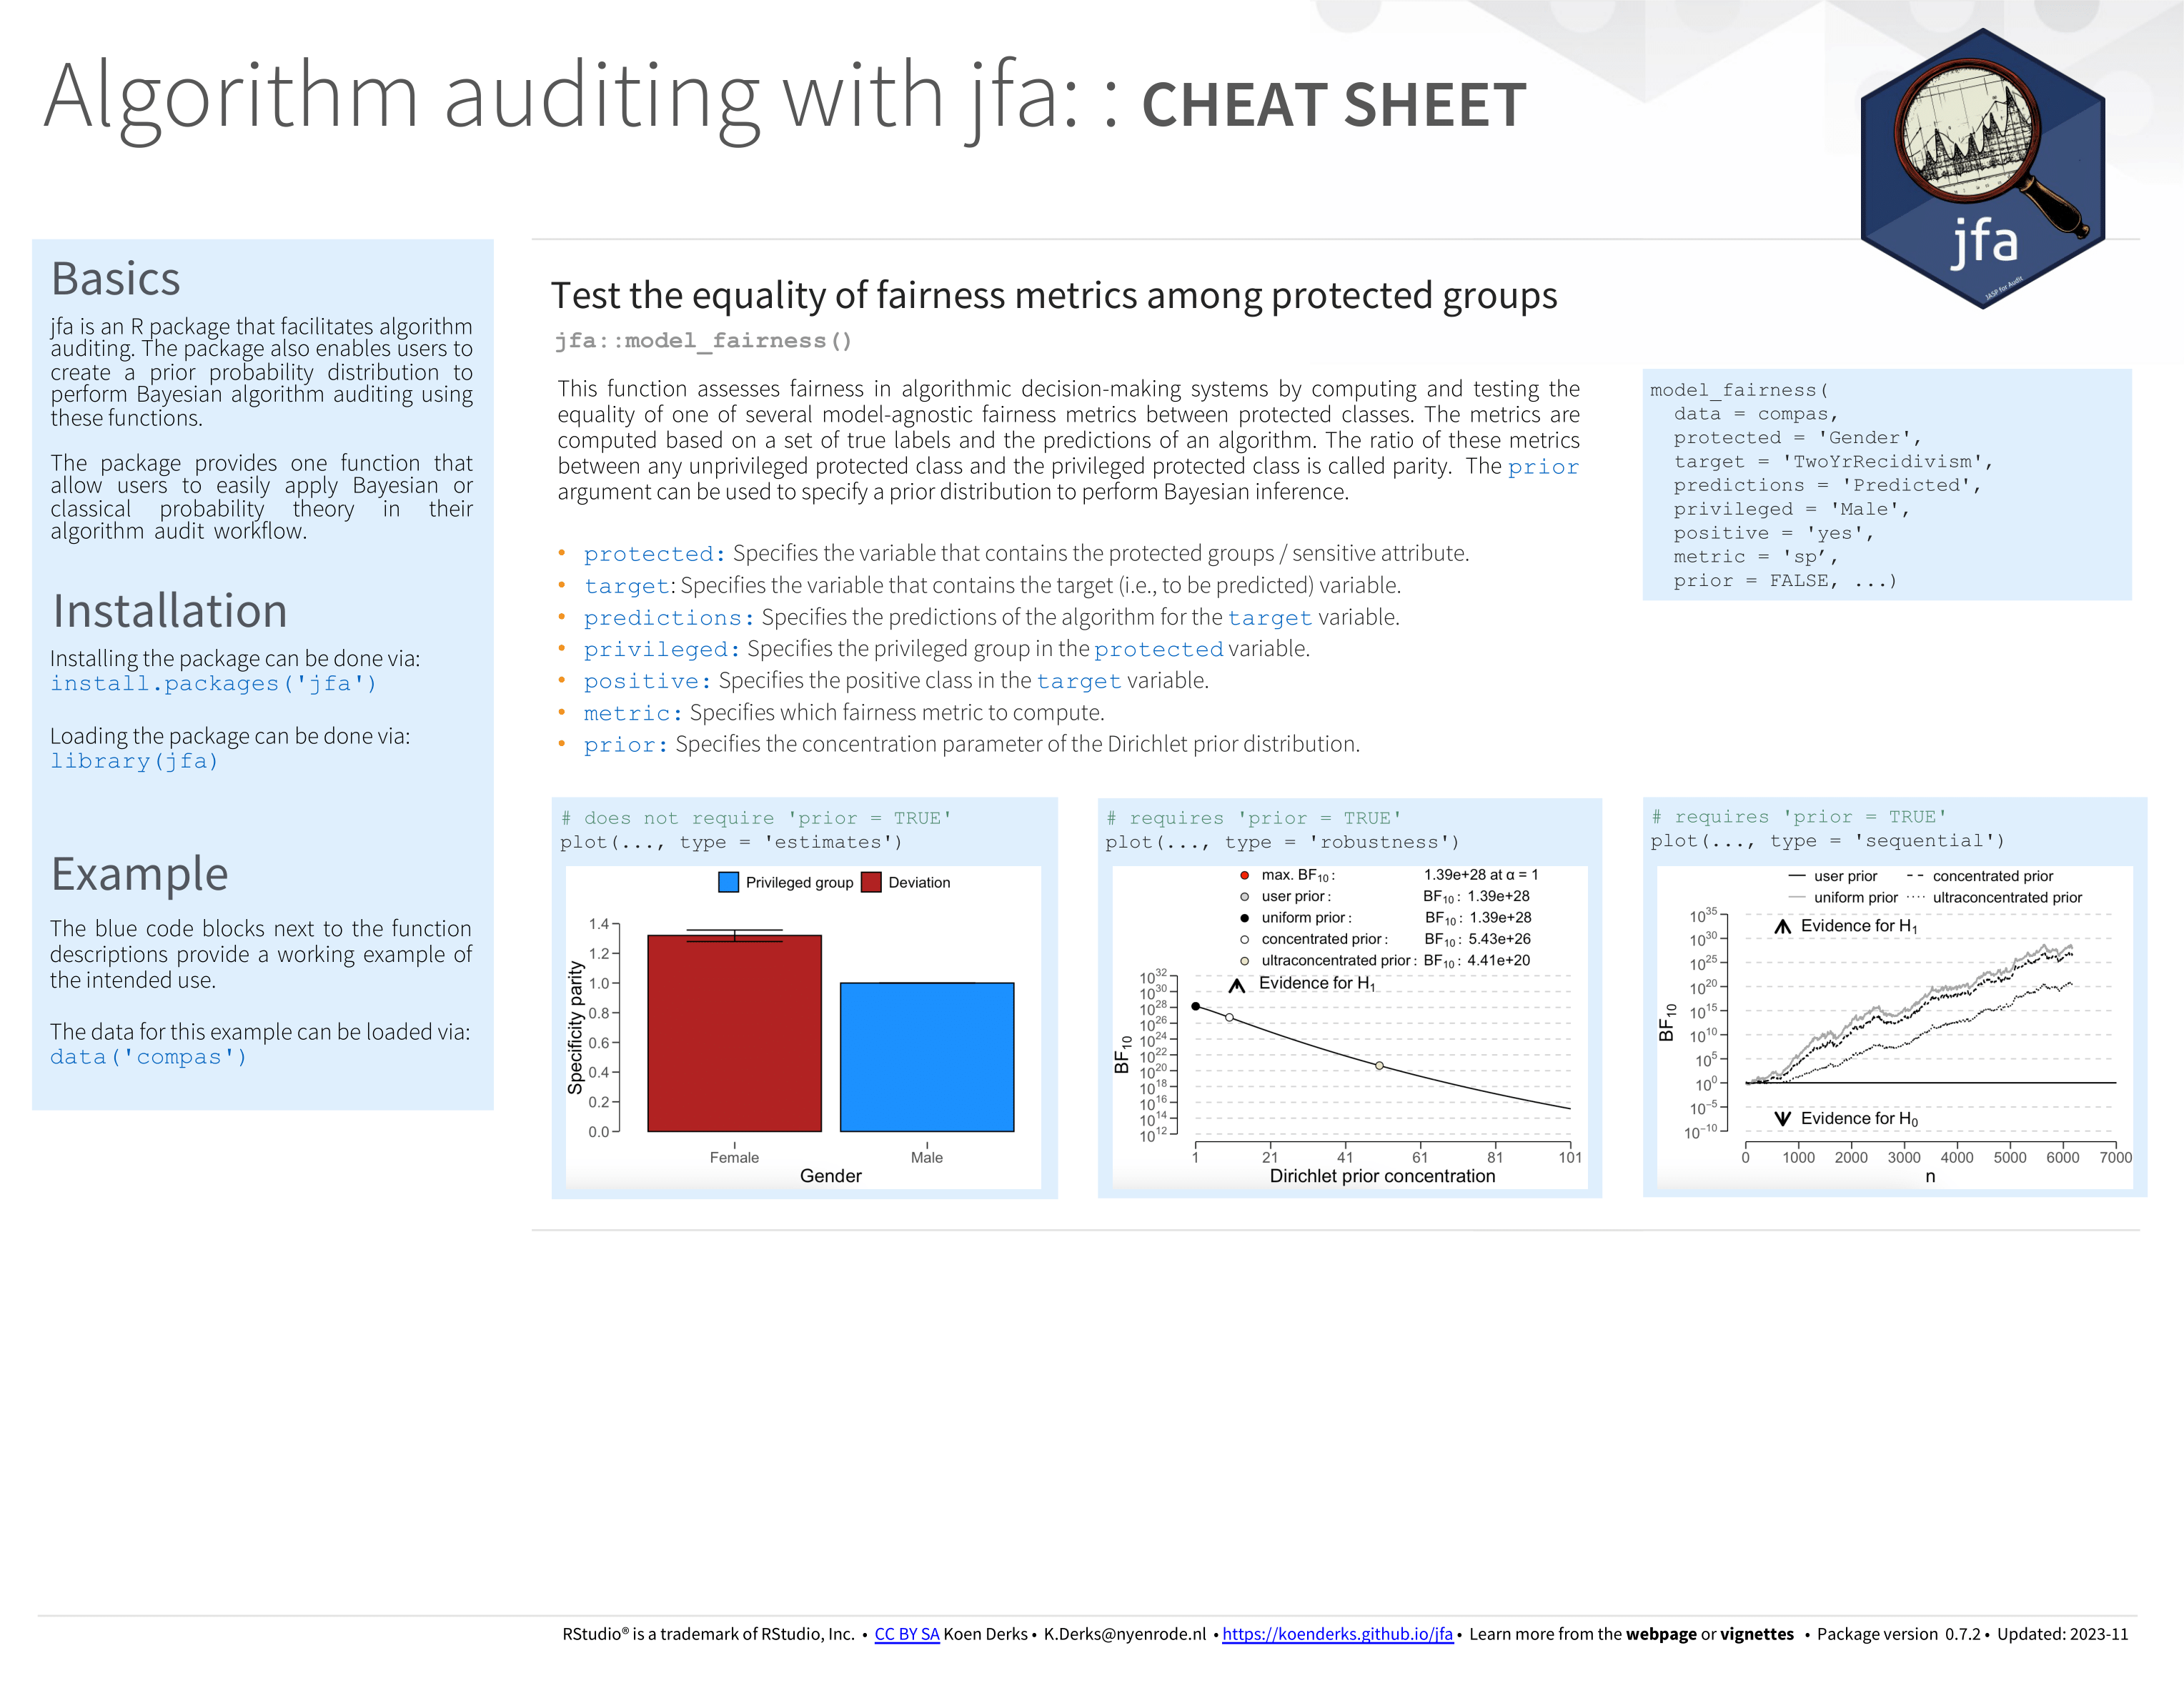 Algorithm auditing with jfa: : CHEAT SHEET
jfa
JASP for Audit
Basics
jfa is an R package that facilitates algorithm
auditing. The package also enables users to
create a prior probability distribution to
perform Bayesian algorithm auditing using
these functions.
The package provides one function that
allow users to easily apply Bayesian or
classical probability theory in their
algorithm audit workflow.
Installation
Installing the package can be done via:
install.packages('jfa')
Loading the package can be done via:
library(jfa)
Example
The blue code blocks next to the function
descriptions provide a working example of
the intended use.
The data for this example can be loaded via:
data('compas')
Test the equality of fairness metrics among protected groups
jfa::model_fairness()
This function assesses fairness in algorithmic decision-making systems by computing and testing the
equality of one of several model-agnostic fairness metrics between protected classes. The metrics are
computed based on a set of true labels and the predictions of an algorithm. The ratio of these metrics
between any unprivileged protected class and the privileged protected class is called parity. The prior
argument can be used to specify a prior distribution to perform Bayesian inference.
• protected: Specifies the variable that contains the protected groups / sensitive attribute.
• target: Specifies the variable that contains the target (i.e., to be predicted) variable.
• predictions: Specifies the predictions of the algorithm for the target variable.
• privileged: Specifies the privileged group in the protected variable.
• positive: Specifies the positive class in the target variable.
• metric: Specifies which fairness metric to compute.
• prior: Specifies the concentration parameter of the Dirichlet prior distribution.
model_fairness(
data = compas,
protected = 'Gender',
target = 'TwoYrRecidivism',
predictions = 'Predicted',
privileged = 'Male',
positive = 'yes',
metric = 'sp’,
prior = FALSE, ...)
# does not require 'prior = TRUE'
plot(..., type = 'estimates')
Privileged group Deviation
Specificity parity
1.4
1.2
1.0
0.8
0.6
0.4
0.2
0.0
Female Male
Gender
# requires 'prior = TRUE'
plot(..., type = 'robustness')
max. BF10 : 1.39e+28 at α = 1
user prior : BF10 : 1.39e+28
uniform prior : BF10 : 1.39e+28
concentrated prior : BF10 : 5.43e+26
ultraconcentrated prior : BF10 : 4.41e+20
Evidence for H1
BF10
10^32
10^30
10^28
10^26
10^24
10^22
10^20
10^18
10^16
10^14
10^12
1 21 41 61 81 101
Dirichlet prior concentration
# requires 'prior = TRUE'
plot(..., type = 'sequential')
user prior concentrated prior
uniform prior ultraconcentrated prior
Evidence for H1
BF10
10^35
10^30
10^25
10^20
10^15
10^10
10^5
10^0
10^−5
10^−10
Evidence for H0
0 1000 2000 3000 4000 5000 6000 7000
n
RStudio® is a trademark of RStudio, Inc. • CC BY SA Koen Derks • K.Derks@nyenrode.nl • https://koenderks.github.io/jfa • Learn more from the webpage or vignettes • Package version 0.7.2 • Updated: 2023-11